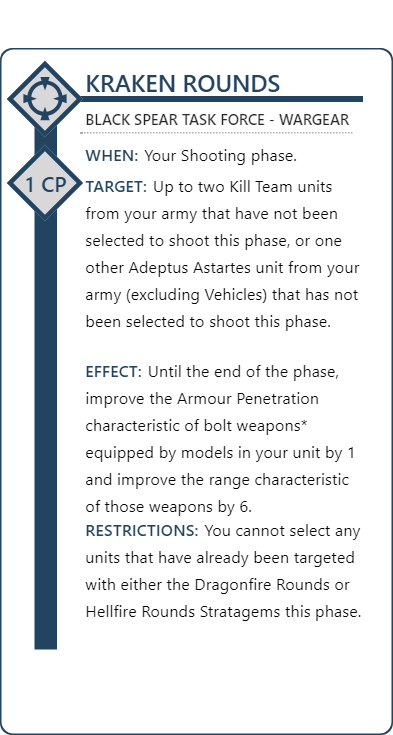 KRAKEN ROUNDS
BLACK SPEAR TASK FORCE - WARGEAR
WHEN: Your Shooting phase.
1 CP
TARGET: Up to two Kill Team units
from your army that have not been
selected to shoot this phase, or one
other Adeptus Astartes unit from your
army (excluding Vehicles) that has not
been selected to shoot this phase.
EFFECT: Until the end of the phase,
improve the Armour Penetration
characteristic of bolt weapons*
equipped by models in your unit by 1
and improve the range characteristic
of those weapons by 6.
RESTRICTIONS: You cannot select any
units that have already been targeted
with either the Dragonfire Rounds or
Hellfire Rounds Stratagems this phase.